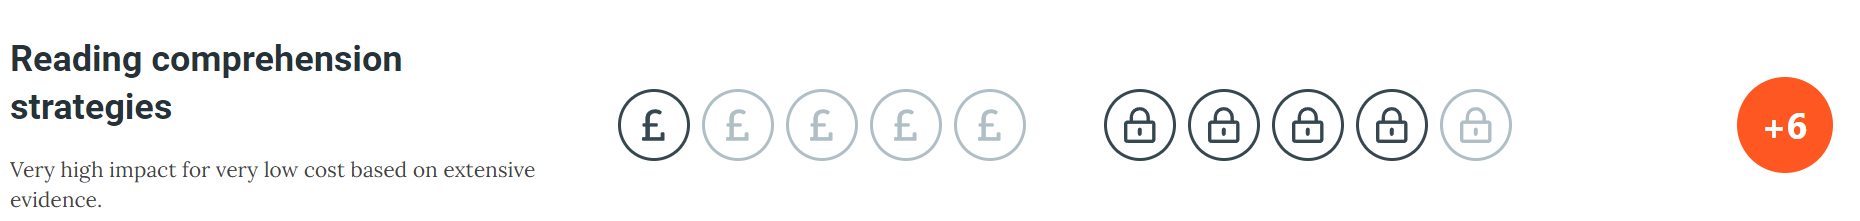 Reading comprehension
strategies
Very high impact for very low cost based on extensive
evidence.
£ £ £ £ £
+6